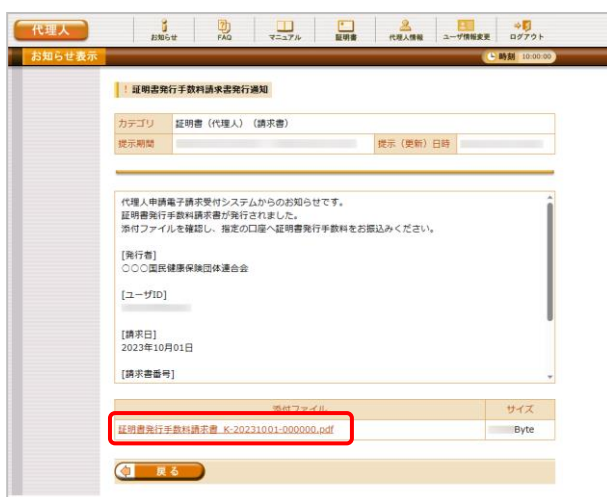 代理人
お知らせ
FAQ
マニュアル
証明書
代理人情報
ユーザ情報変更
ログアウト
お知らせ表示
時刻 10:00:00
! 証明書発行手数料請求書発行通知
カテゴリ 証明書（代理人）（請求書）
提示期間
提示（更新）日時
代理人申請電子請求受付システムからのお知らせです。
証明書発行手数料請求書が発行されました。
添付ファイルを確認し、指定の口座へ証明書発行手数料をお振込みください。
[発行者]
○○○国民健康保険団体連合会
[ユーザID]
[請求日]
2023年10月01日
[請求書番号]
添付ファイル サイズ
証明書発行手数料請求書_K-20231001-000000.pdf Byte
戻る